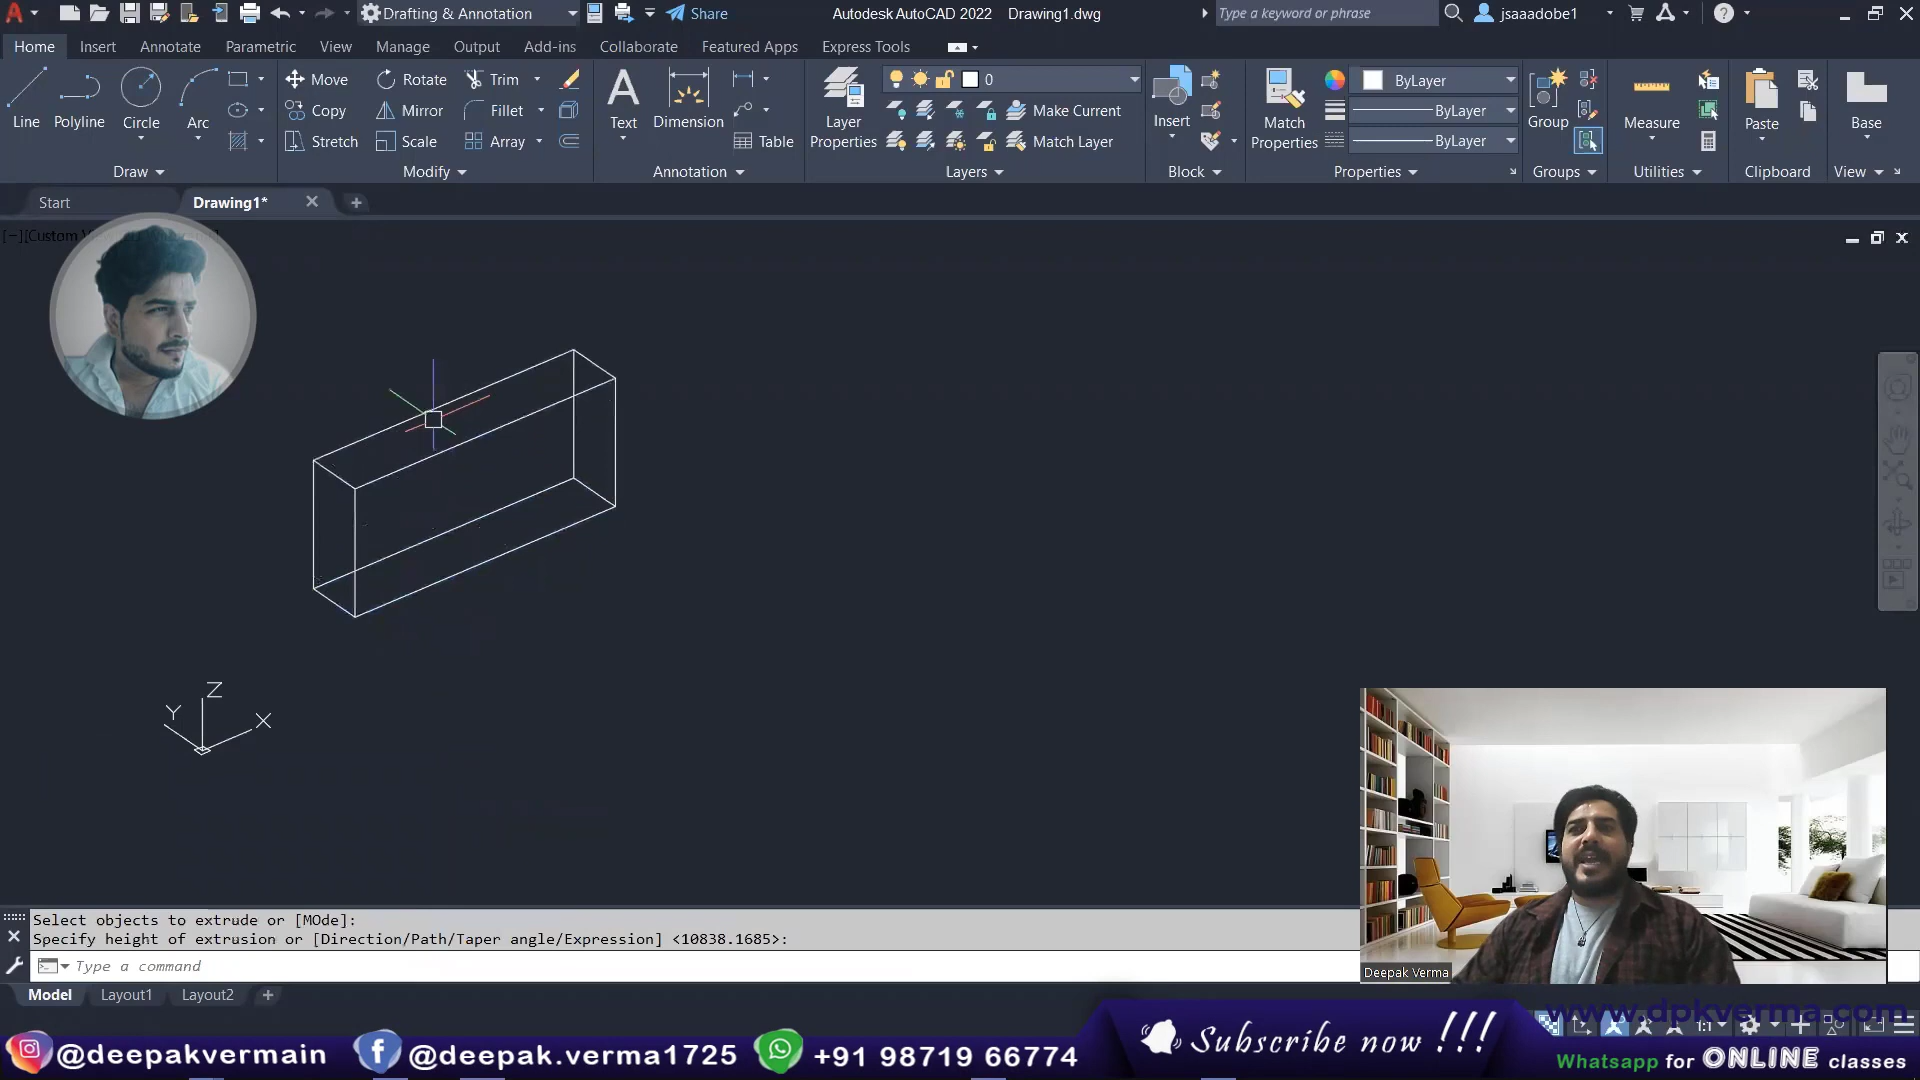 Drafting & Annotation
Share
Autodesk AutoCAD 2022 Drawing1.dwg
Type a keyword or phrase
jsaaadobe1
Home Insert Annotate Parametric View Manage Output Add-ins Collaborate Featured Apps Express Tools
Line Polyline Circle Arc
Move Rotate Trim
Copy Mirror Fillet
Stretch Scale Array
Text Dimension Table
Layer Properties
0
Make Current
Match Layer
Insert
Match Properties
ByLayer
ByLayer
ByLayer
Group
Measure
Paste
Base
Draw Modify Annotation Layers Block Properties Groups Utilities Clipboard View
Start Drawing1*
[−][Custom
Z
Y
X
Select objects to extrude or [MOde]:
Specify height of extrusion or [Direction/Path/Taper angle/Expression] <10838.1685>:
Type a command
Deepak Verma
Model Layout1 Layout2
www.dpkverma.com
1:1
@deepakvermain
@deepak.verma1725
+91 98719 66774
Subscribe now !!!
Whatsapp for ONLINE classes